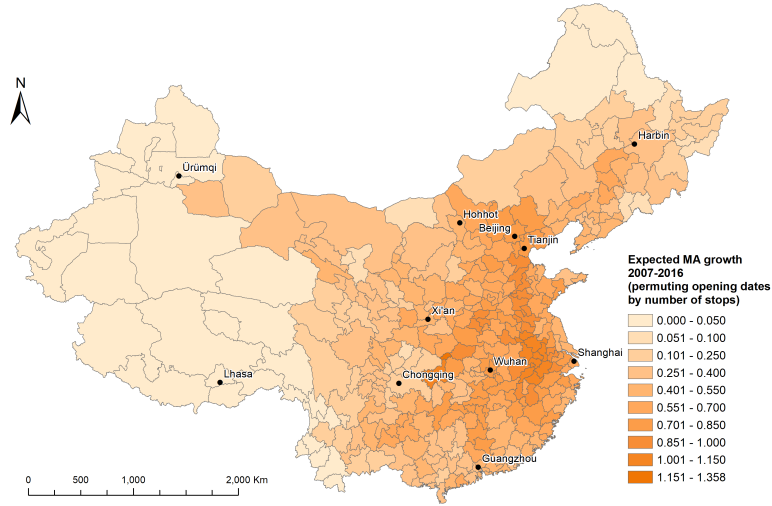 N
Harbin
Ürümqi
Hohhot
Beijing
Tianjin
Xi'an
Shanghai
Wuhan
Chongqing
Lhasa
Guangzhou
Expected MA growth
2007-2016
(permuting opening dates
by number of stops)
0.000 - 0.050
0.051 - 0.100
0.101 - 0.250
0.251 - 0.400
0.401 - 0.550
0.551 - 0.700
0.701 - 0.850
0.851 - 1.000
1.001 - 1.150
1.151 - 1.358
0 500 1,000 2,000 Km